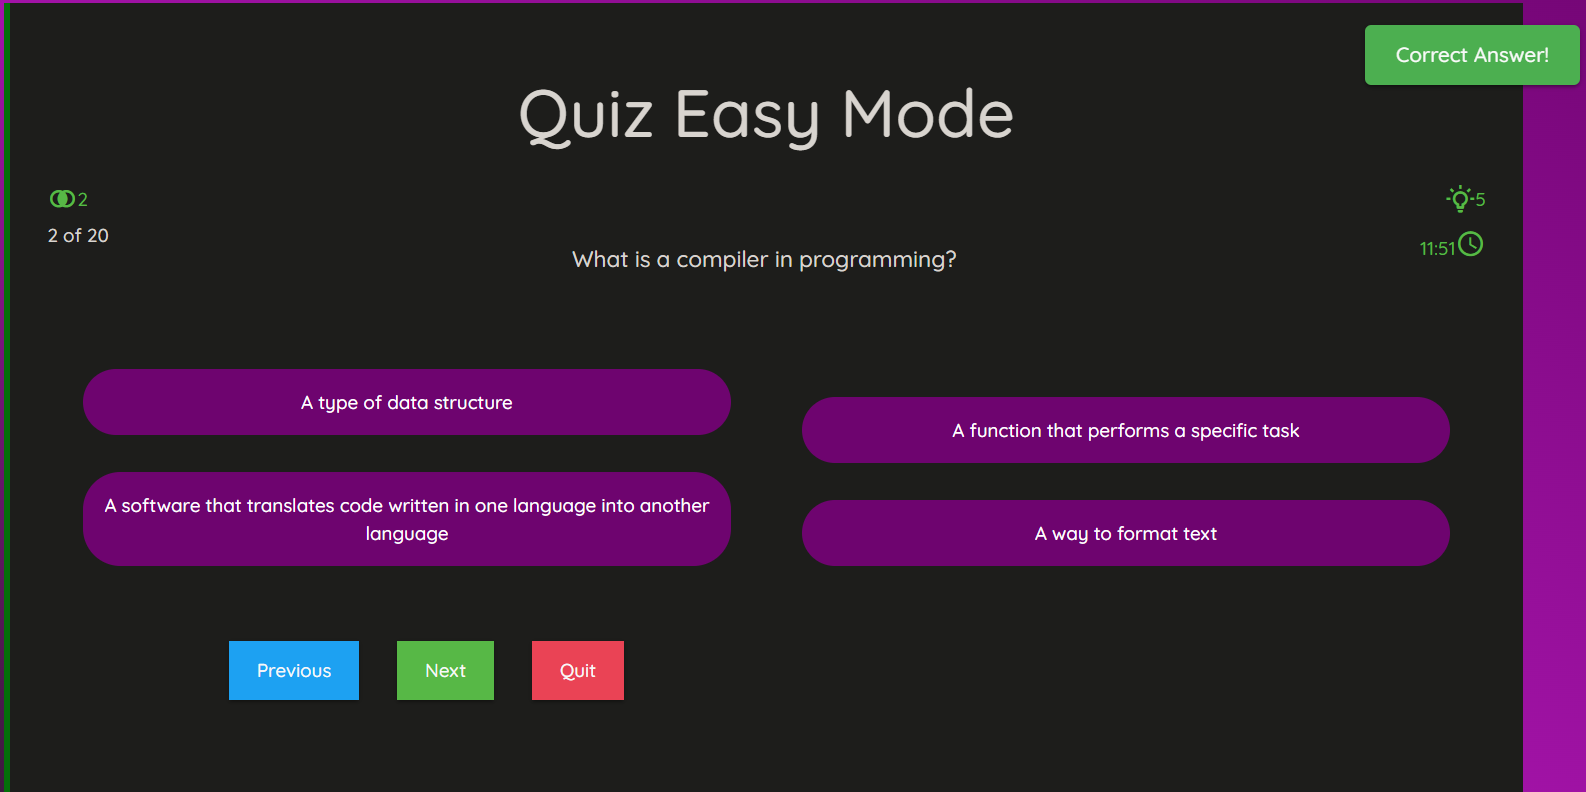 Correct Answer!
Quiz Easy Mode
2
5
2 of 20
11:51
What is a compiler in programming?
A type of data structure
A function that performs a specific task
A software that translates code written in one language into another
language
A way to format text
Previous
Next
Quit